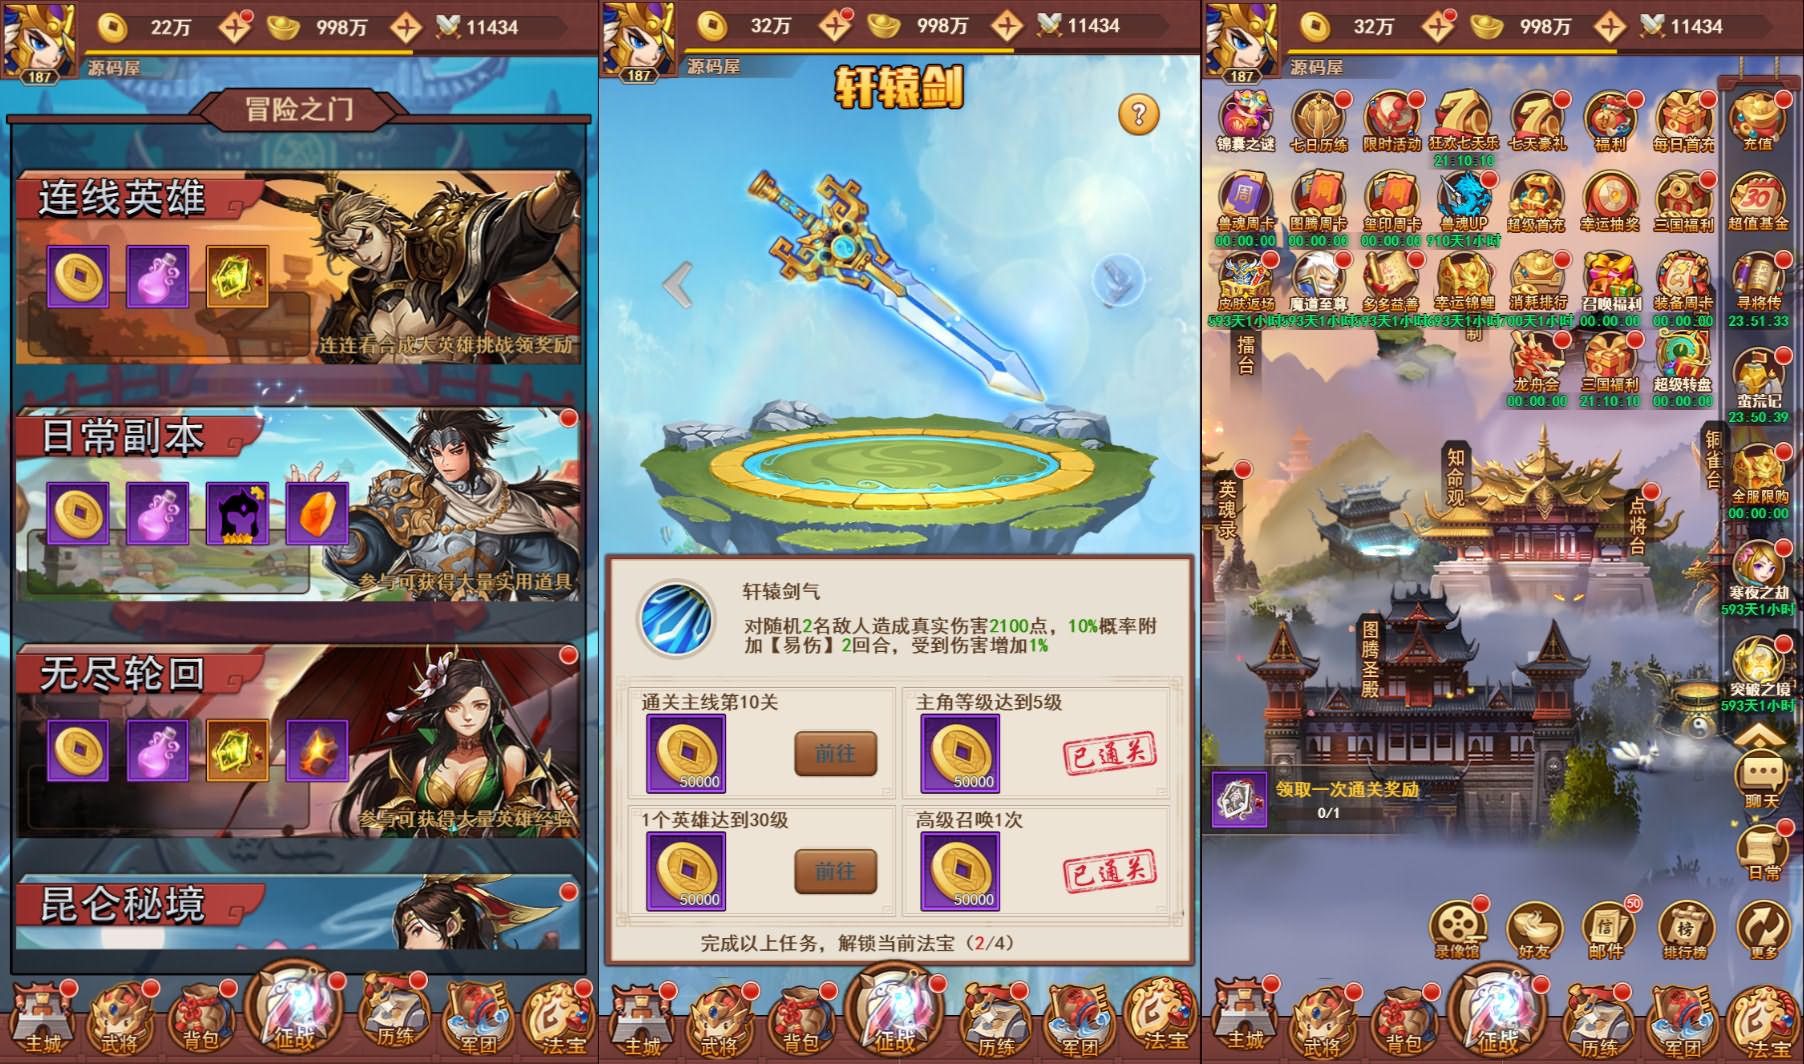 22万
998万
11434
187
源码屋
冒险之门
连线英雄
连连看合成大英雄挑战领奖励
日常副本
参与可获得大量实用道具
无尽轮回
参与可获得大量英雄经验
昆仑秘境
主城
武将
背包
征战
历练
军团
法宝
32万
998万
11434
187
源码屋
轩辕剑
?
轩辕剑气
对随机2名敌人造成真实伤害2100点，10%概率附
加【易伤】2回合，受到伤害增加1%
通关主线第10关
50000
前往
主角等级达到5级
50000
已通关
1个英雄达到30级
50000
前往
高级召唤1次
50000
已通关
完成以上任务，解锁当前法宝（2/4）
主城
武将
背包
征战
历练
军团
法宝
32万
998万
11434
187
源码屋
锦囊之谜
七日历练
限时活动
狂欢七天乐
21:10:10
七天豪礼
福利
每日首充
充值
兽魂周卡
00:00:00
图腾周卡
00:00:00
玺印周卡
00:00:00
兽魂UP
910天1小时
超级首充
幸运抽奖
三国福利
超值基金
皮肤返场
593天1小时
魔道至尊
593天1小时
多多益善
593天1小时
幸运锦鲤
593天1小时
消耗排行
700天1小时
召唤福利
00:00:00
装备周卡
00:00:00
寻将传
23:51:33
擂台
制
龙舟会
00:00:00
三国福利
21:10:10
超级转盘
00:00:00
蛮荒记
23:50:39
铜雀台
全服限购
00:00:00
知命观
点将台
英魂录
寒夜之劫
593天1小时
图腾圣殿
突破之境
593天1小时
领取一次通关奖励
0/1
聊天
日常
录像馆
好友
信
邮件
50
榜
排行榜
更多
主城
武将
背包
征战
历练
军团
法宝